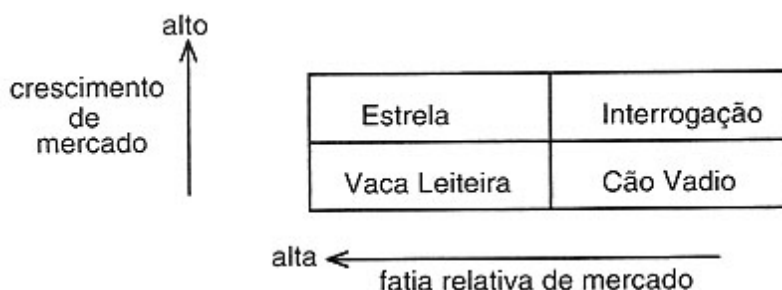 alto
crescimento
de
mercado
Estrela
Interrogação
Vaca Leiteira
Cão Vadio
alta
fatia relativa de mercado